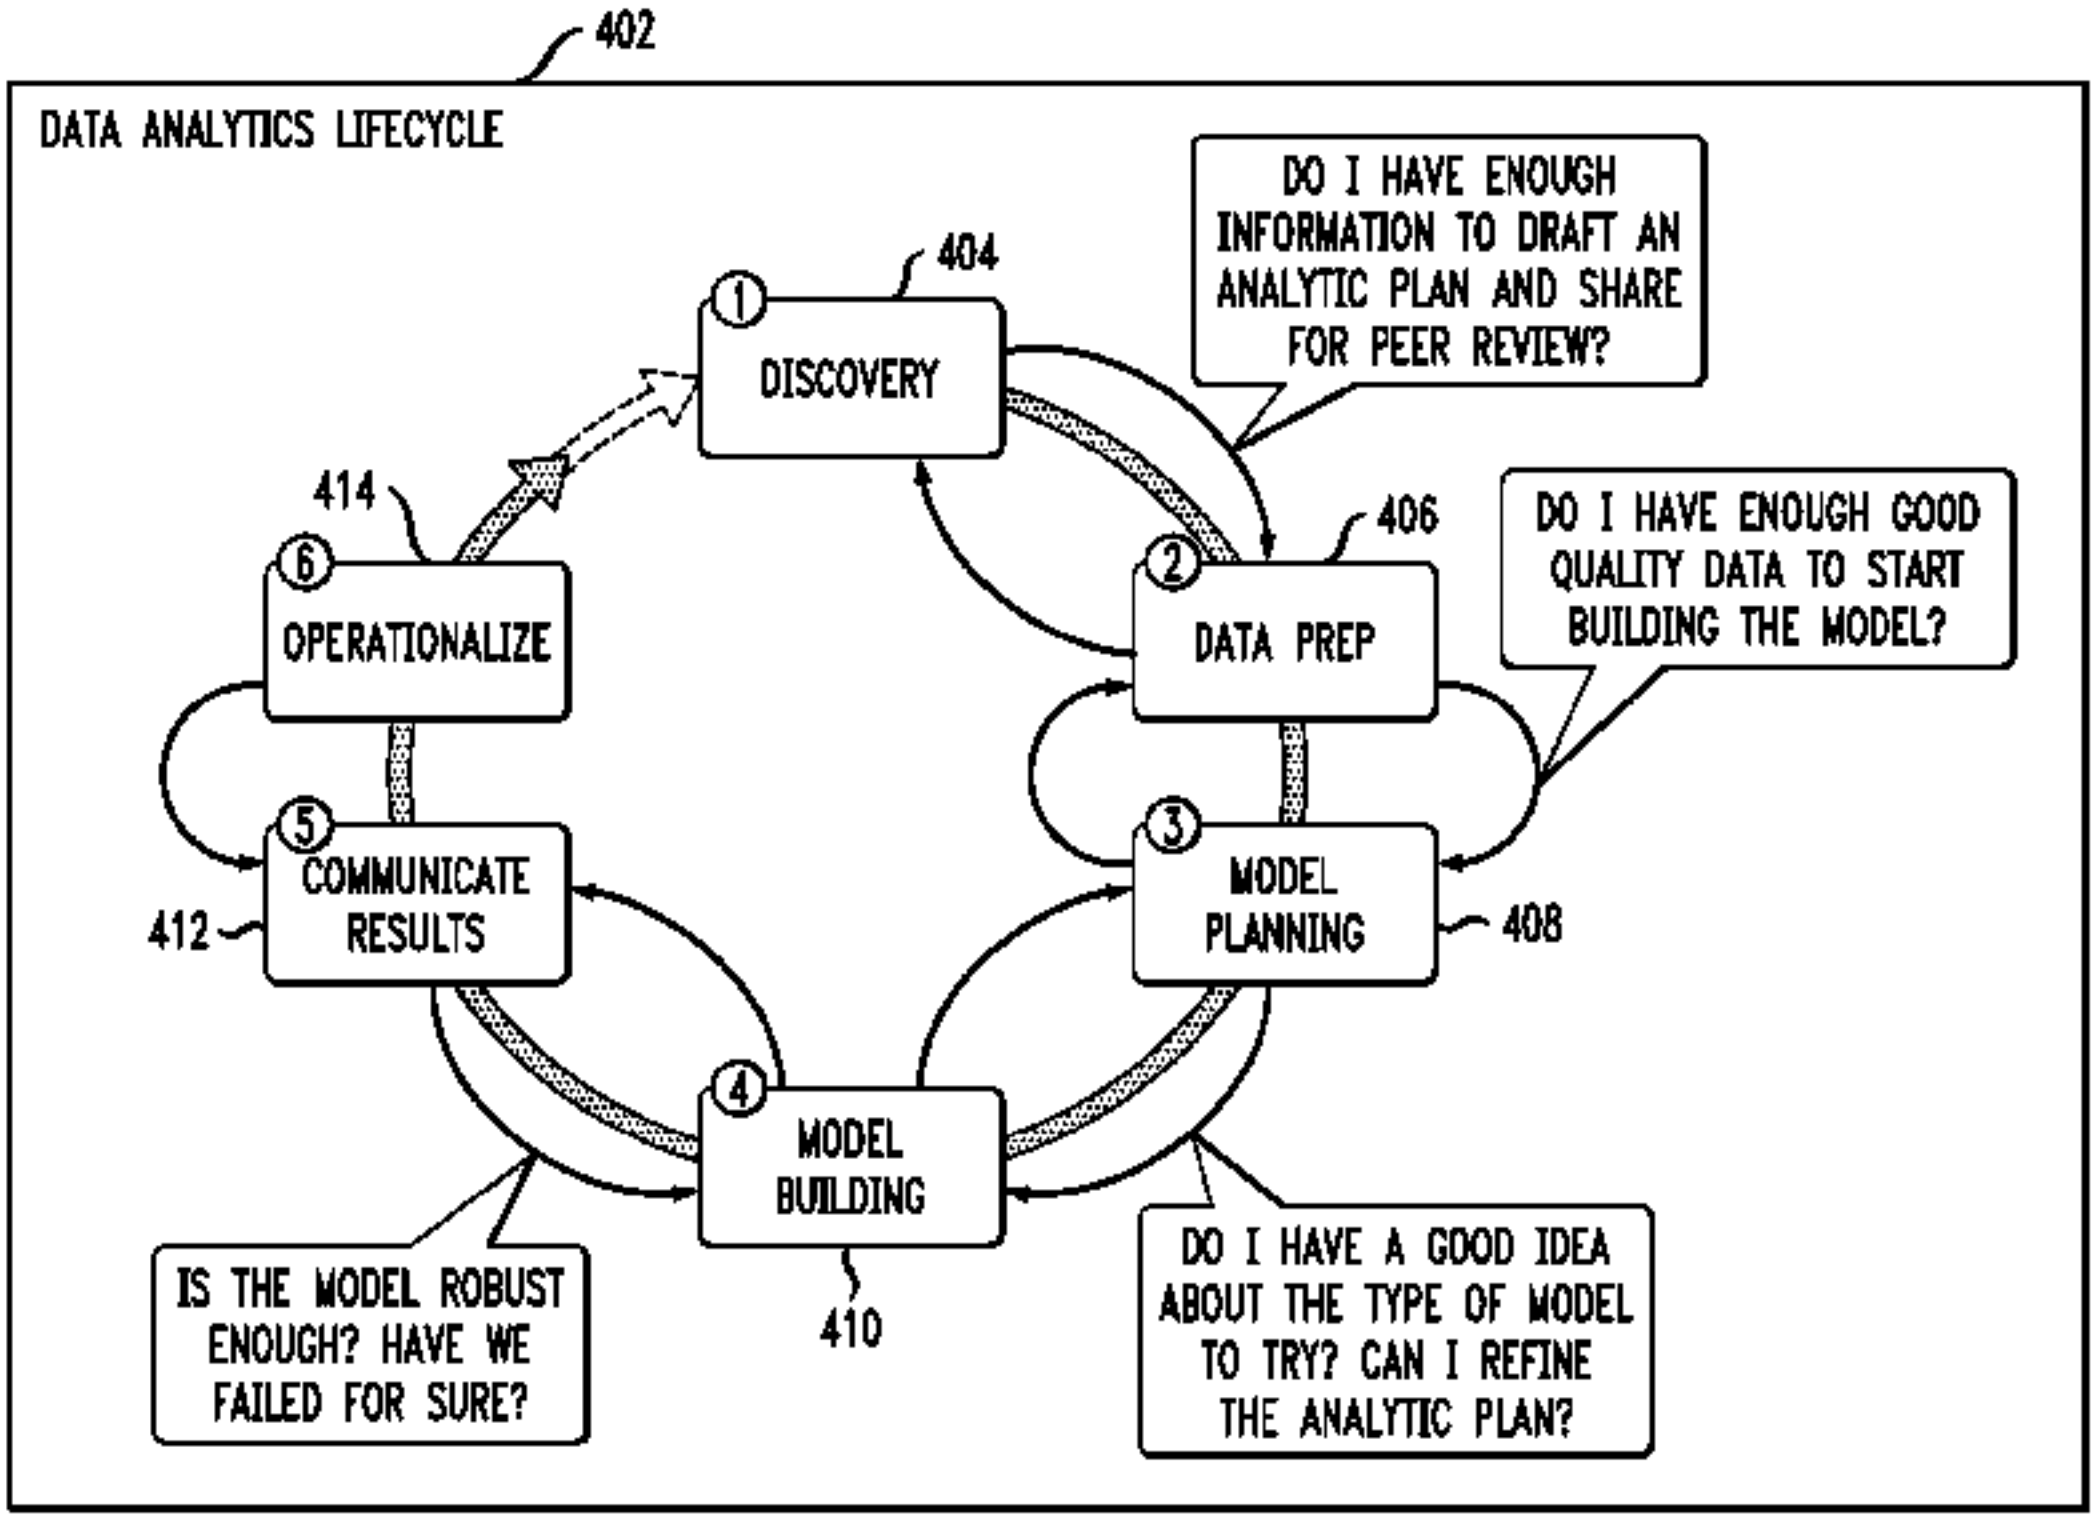 402
DATA ANALYTICS LIFECYCLE
DO I HAVE ENOUGH
INFORMATION TO DRAFT AN
ANALYTIC PLAN AND SHARE
FOR PEER REVIEW?
404
1
DISCOVERY
414
406
DO I HAVE ENOUGH GOOD
QUALITY DATA TO START
BUILDING THE MODEL?
6
OPERATIONALIZE
2
DATA PREP
5
COMMUNICATE
RESULTS
412
3
MODEL
PLANNING
408
4
MODEL
BUILDING
410
IS THE MODEL ROBUST
ENOUGH? HAVE WE
FAILED FOR SURE?
DO I HAVE A GOOD IDEA
ABOUT THE TYPE OF MODEL
TO TRY? CAN I REFINE
THE ANALYTIC PLAN?